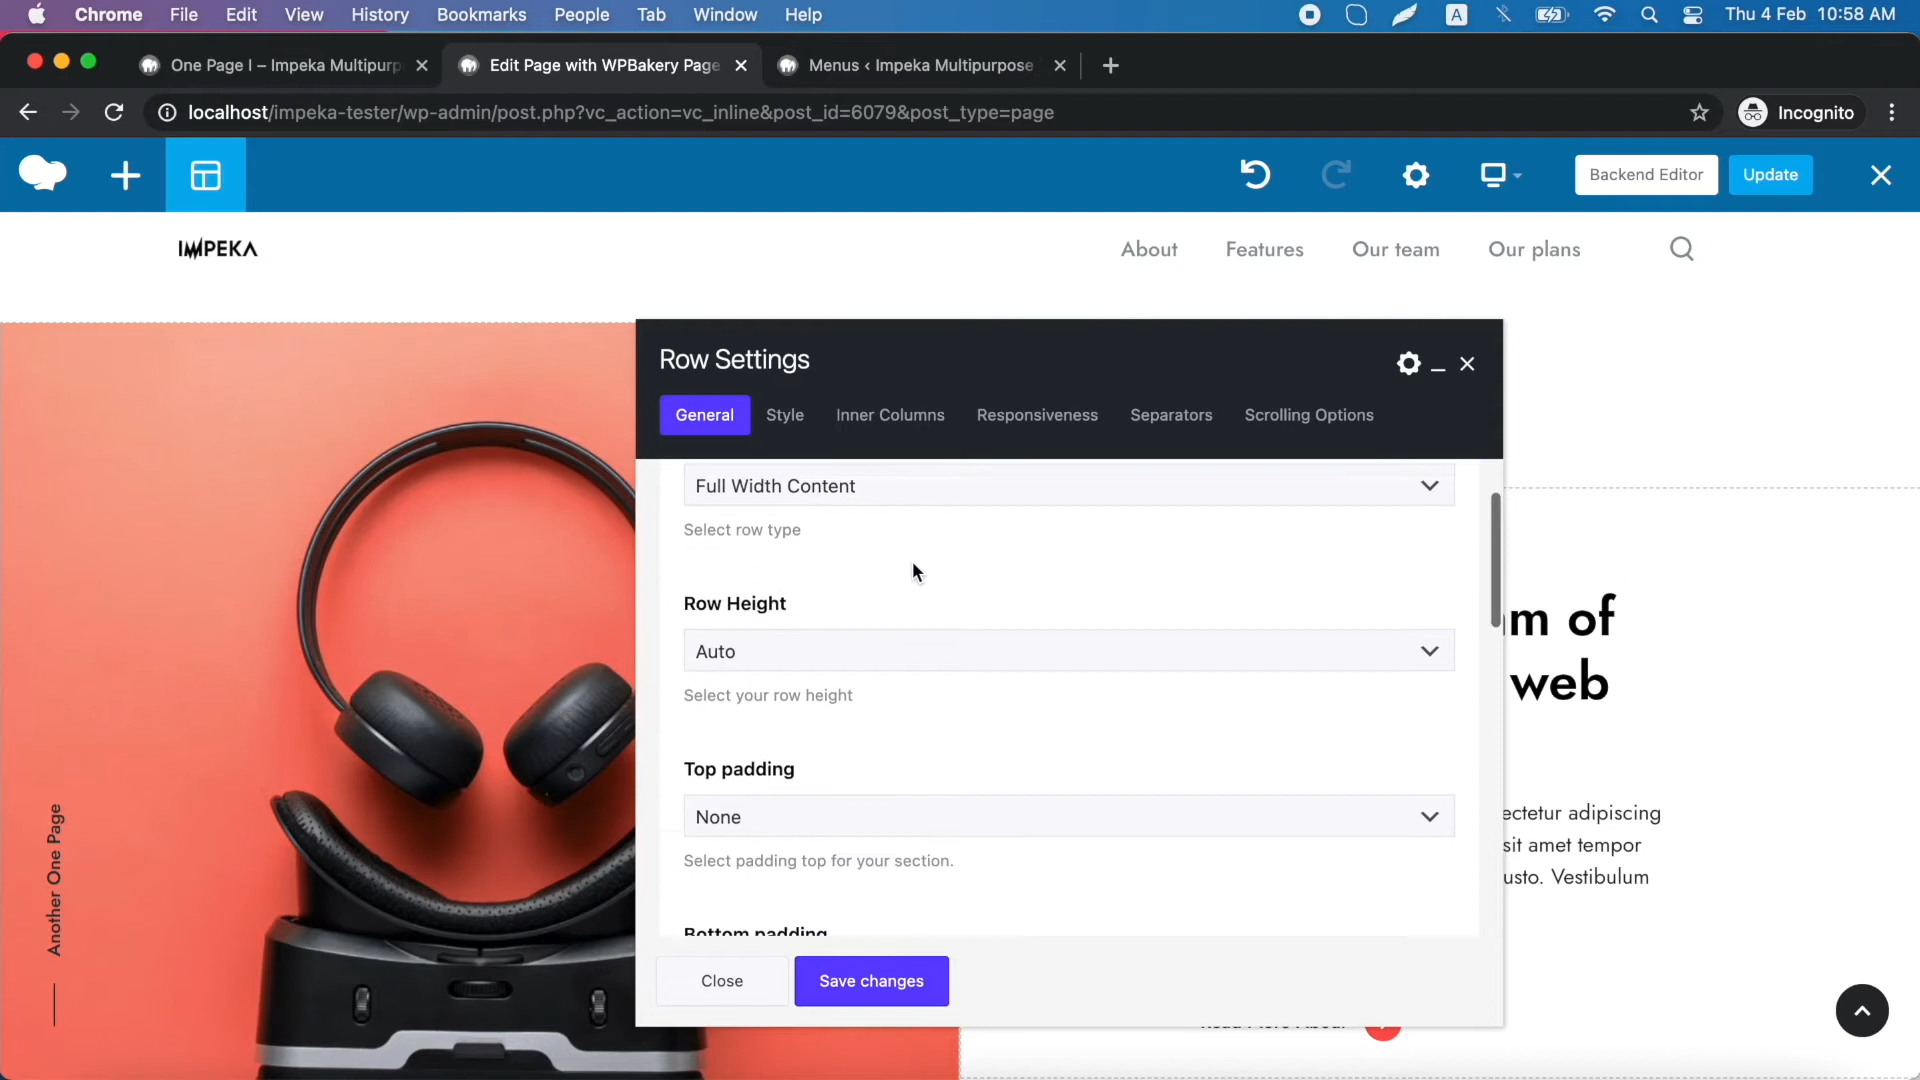 Chrome File Edit View History Bookmarks People Tab Window Help A Thu 4 Feb 10:58 AM
One Page I – Impeka Multipurp Edit Page with WPBakery Page Menus ‹ Impeka Multipurpose
localhost/impeka-tester/wp-admin/post.php?vc_action=vc_inline&post_id=6079&post_type=page Incognito
Backend Editor Update
IMPEKA About Features Our team Our plans
Row Settings
General Style Inner Columns Responsiveness Separators Scrolling Options
Full Width Content
Select row type
Row Height
Auto
Select your row height
Top padding
None
Select padding top for your section.
Bottom padding
Close Save changes
m of
web
ectetur adipiscing
sit amet tempor
usto. Vestibulum
Read More About
Another One Page